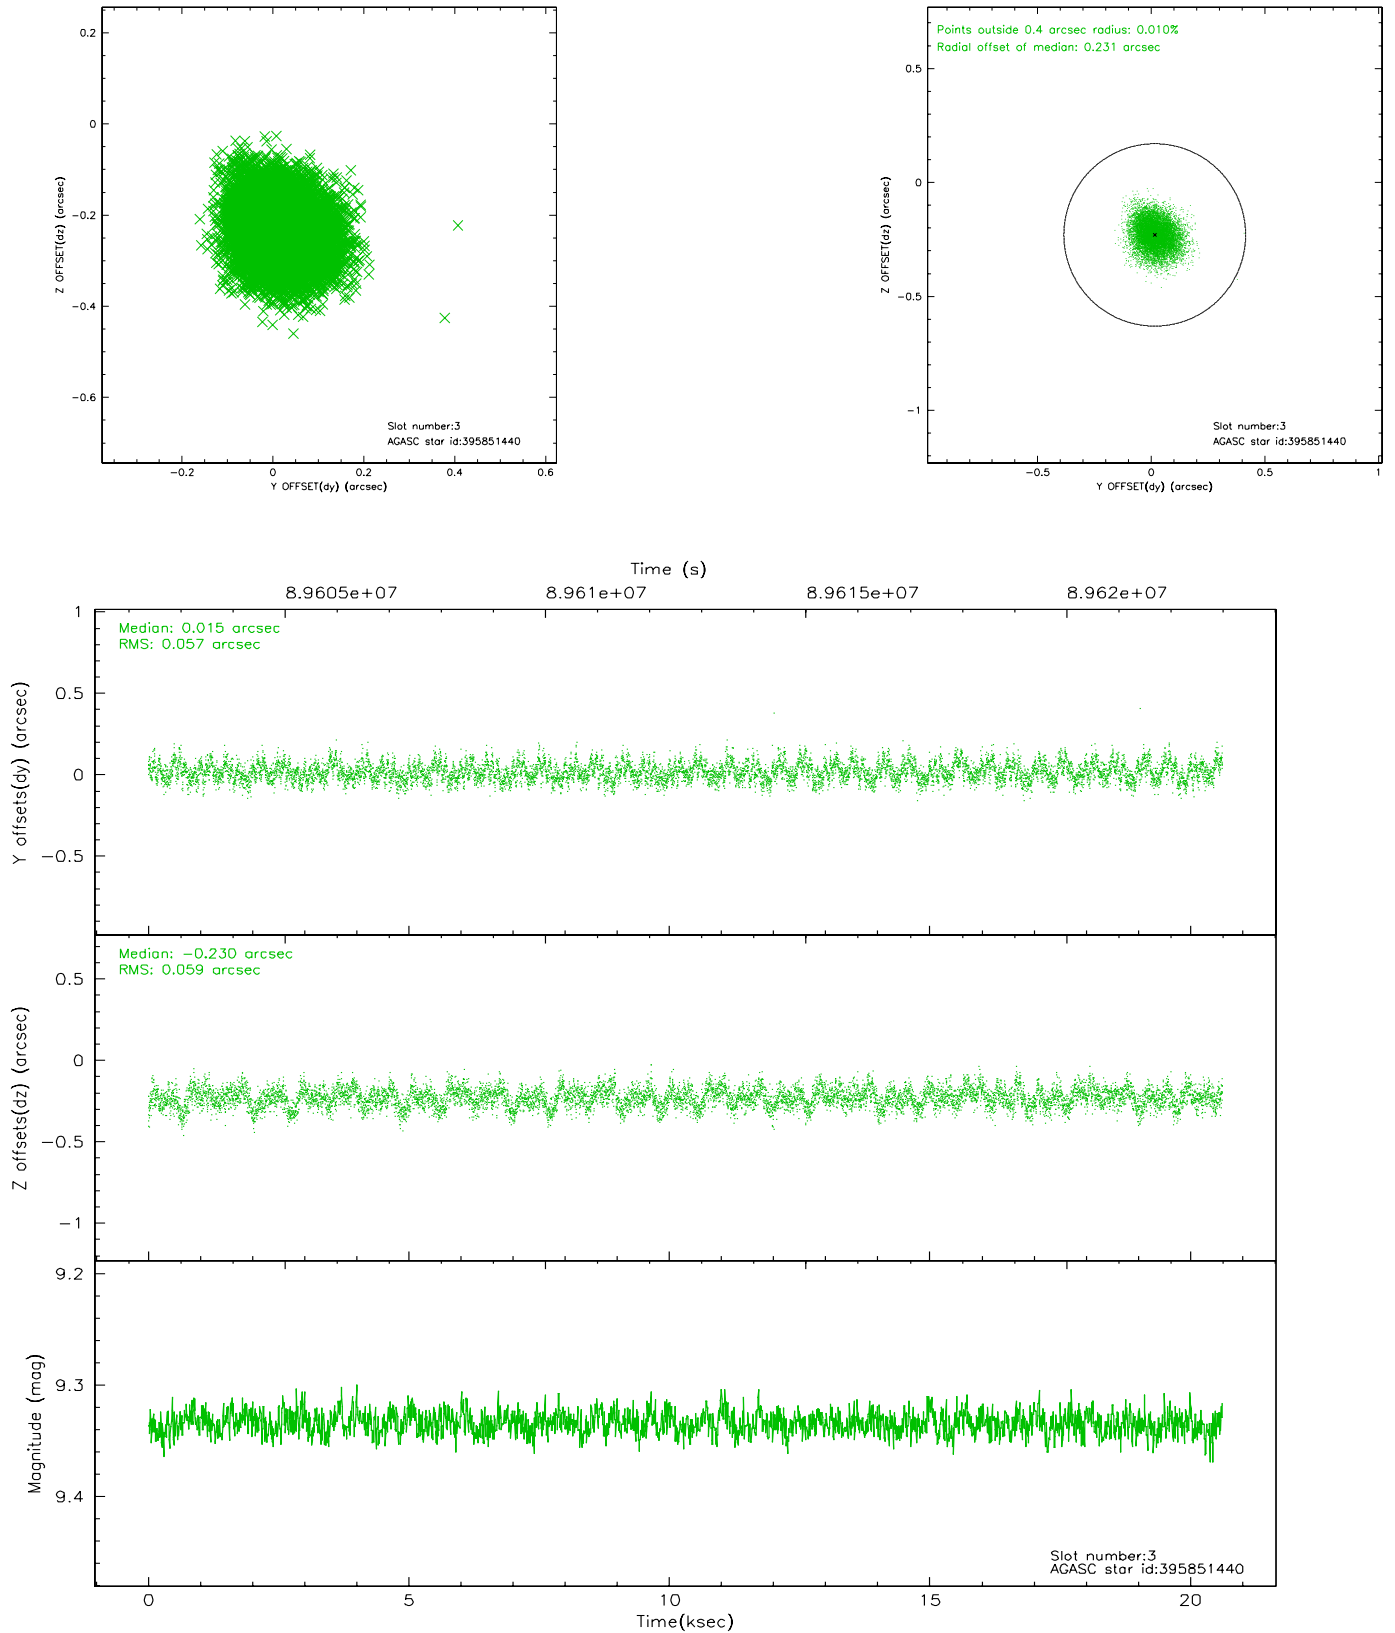 0.2
0
−0.2
−0.4
−0.6
Z OFFSET(dz) (arcsec)
Slot number:3
AGASC star id:395851440
−0.2 0 0.2 0.4 0.6
Y OFFSET(dy) (arcsec)
Points outside 0.4 arcsec radius: 0.010%
Radial offset of median: 0.231 arcsec
0.5
0
−0.5
−1
Z OFFSET(dz) (arcsec)
Slot number:3
AGASC star id:395851440
−0.5 0 0.5 1
Y OFFSET(dy) (arcsec)
Time (s)
8.9605e+07 8.961e+07 8.9615e+07 8.962e+07
Median: 0.015 arcsec
RMS: 0.057 arcsec
1
0.5
0
−0.5
Y offsets(dy) (arcsec)
Median: −0.230 arcsec
RMS: 0.059 arcsec
0.5
0
−0.5
−1
Z offsets(dz) (arcsec)
9.2
9.3
9.4
Magnitude (mag)
Slot number:3
AGASC star id:395851440
0 5 10 15 20
Time(ksec)